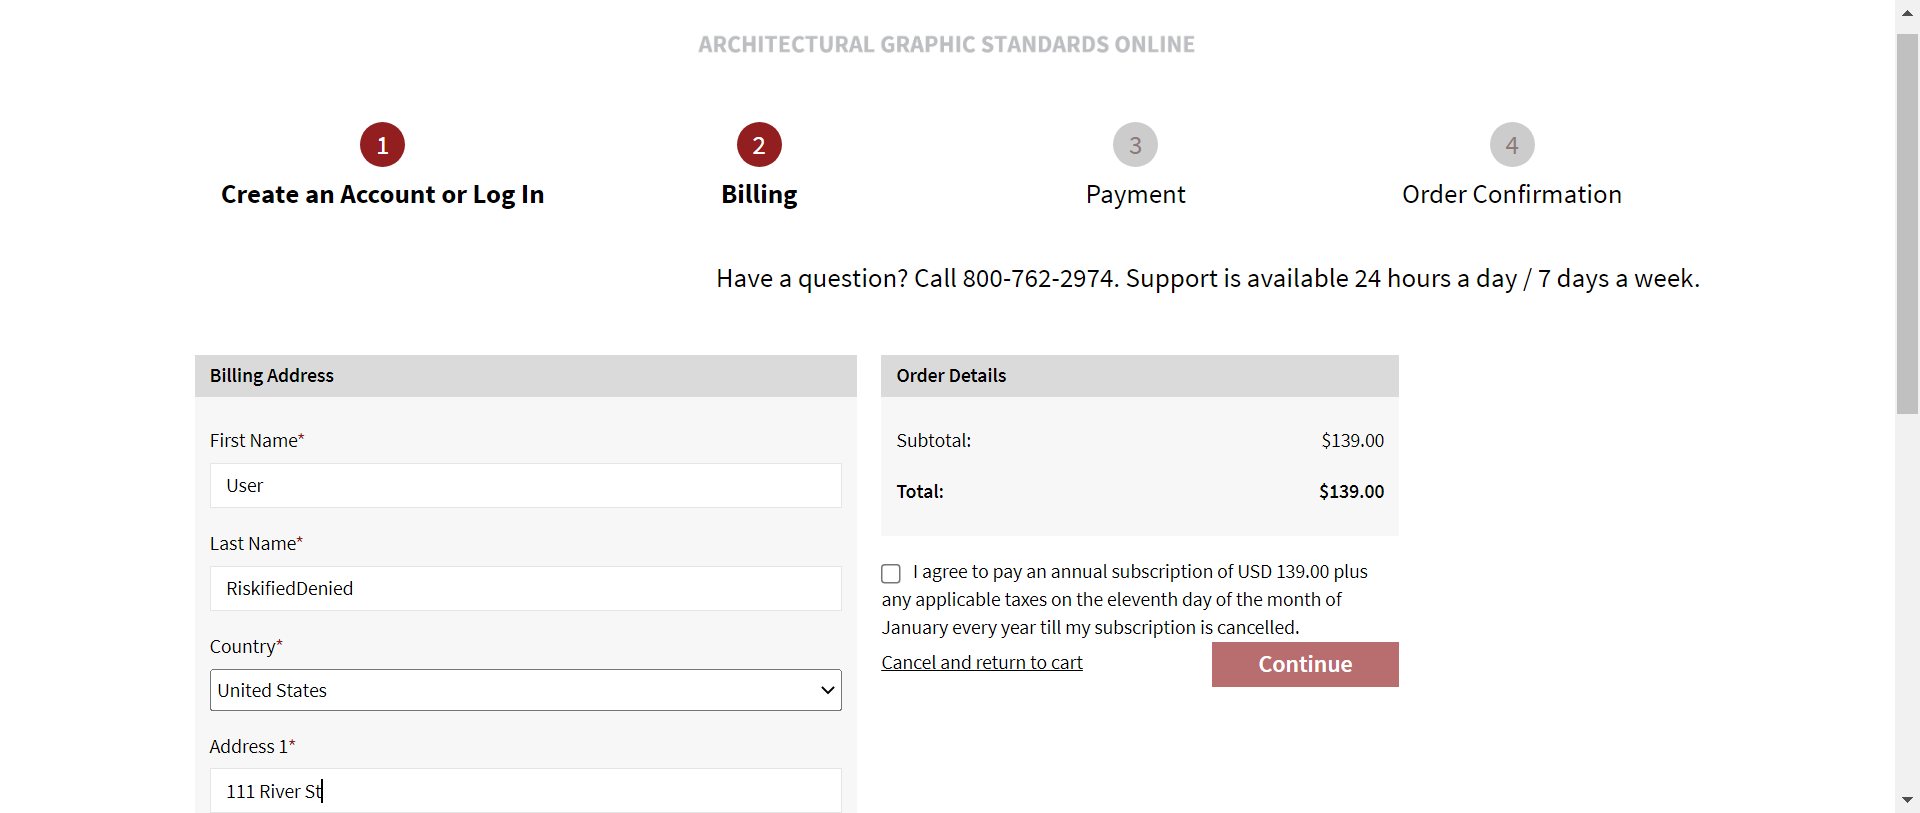 ARCHITECTURAL GRAPHIC STANDARDS ONLINE
1
Create an Account or Log In
2
Billing
3
Payment
4
Order Confirmation
Have a question? Call 800-762-2974. Support is available 24 hours a day / 7 days a week.
Billing Address
First Name*
User
Last Name*
RiskifiedDenied
Country*
United States
Address 1*
111 River St
Order Details
Subtotal: $139.00
Total: $139.00
I agree to pay an annual subscription of USD 139.00 plus
any applicable taxes on the eleventh day of the month of
January every year till my subscription is cancelled.
Cancel and return to cart
Continue